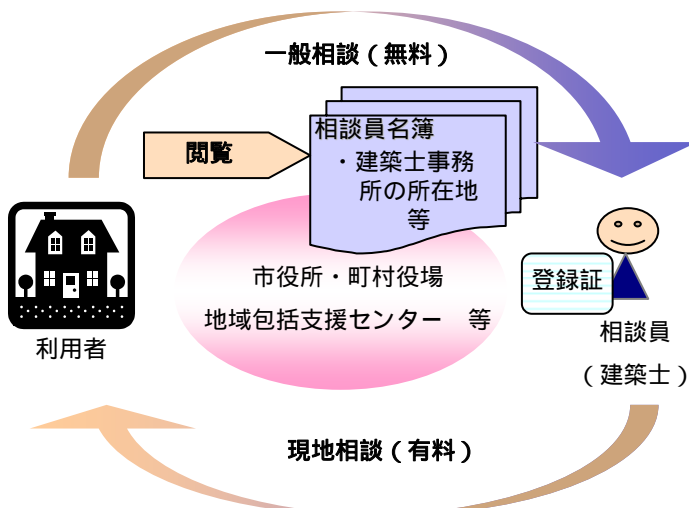 一般相談(無料)
閲覧
相談員名簿
・建築士事務
所の所在地
等
市役所・町村役場
地域包括支援センター 等
利用者
登録証
相談員
(建築士)
現地相談(有料)